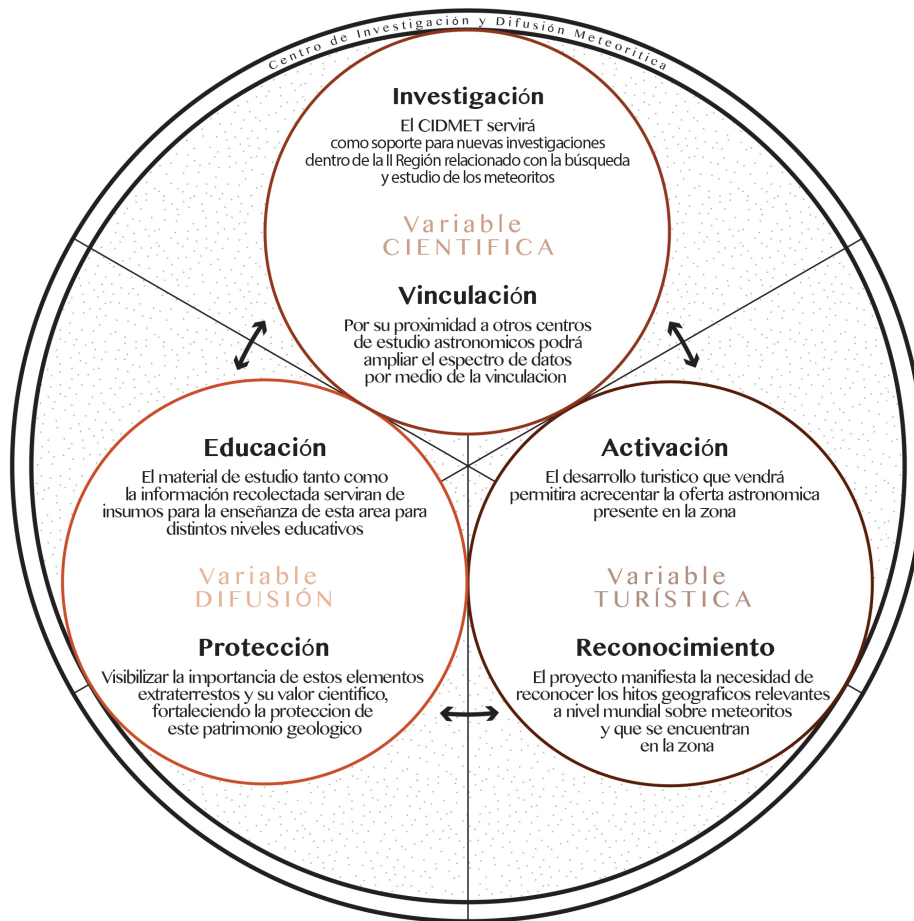 Centro de Investigación y Difusión Meteorítica
Investigación
El CIDMET servirá
como soporte para nuevas investigaciones
dentro de la II Región relacionado con la búsqueda
y estudio de los meteoritos
Variable
CIENTIFICA
Vinculación
Por su proximidad a otros centros
de estudio astronomicos podrá
ampliar el espectro de datos
por medio de la vinculacion
Educación
El material de estudio tanto como
la información recolectada serviran de
insumos para la enseñanza de esta area para
distintos niveles educativos
Variable
DIFUSIÓN
Protección
Visibilizar la importancia de estos elementos
extraterrestos y su valor cientifico,
fortaleciendo la proteccion de
este patrimonio geologico
Activación
El desarrollo turistico que vendrá
permitira acrecentar la oferta astronomica
presente en la zona
Variable
TURÍSTICA
Reconocimiento
El proyecto manifiesta la necesidad de
reconocer los hitos geograficos relevantes
a nivel mundial sobre meteoritos
y que se encuentran
en la zona